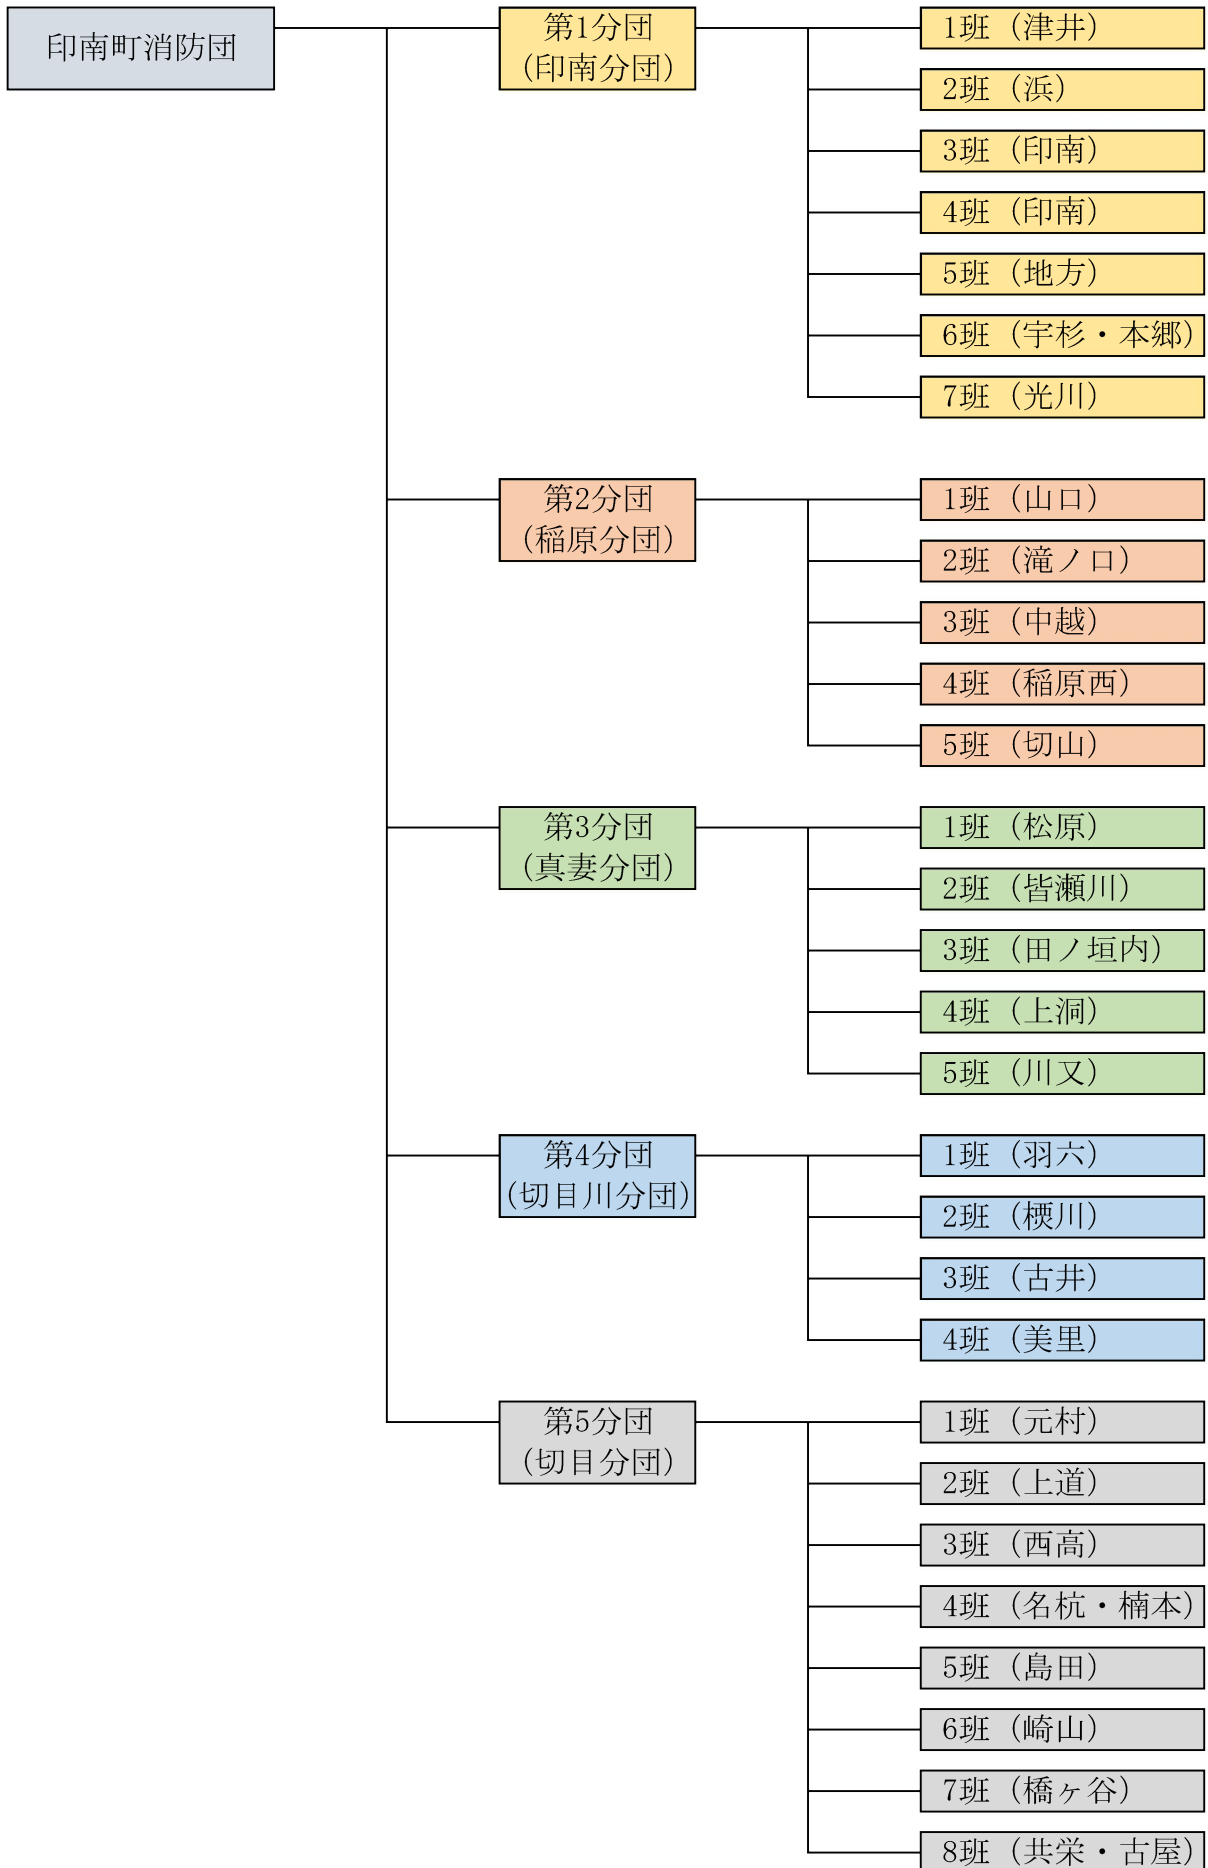 印南町消防団
第1分団
（印南分団）
1班（津井）
2班（浜）
3班（印南）
4班（印南）
5班（地方）
6班（宇杉・本郷）
7班（光川）
第2分団
（稲原分団）
1班（山口）
2班（滝ノ口）
3班（中越）
4班（稲原西）
5班（切山）
第3分団
（真妻分団）
1班（松原）
2班（皆瀬川）
3班（田ノ垣内）
4班（上洞）
5班（川又）
第4分団
（切目川分団）
1班（羽六）
2班（樮川）
3班（古井）
4班（美里）
第5分団
（切目分団）
1班（元村）
2班（上道）
3班（西高）
4班（名杭・楠本）
5班（島田）
6班（崎山）
7班（橋ヶ谷）
8班（共栄・古屋）